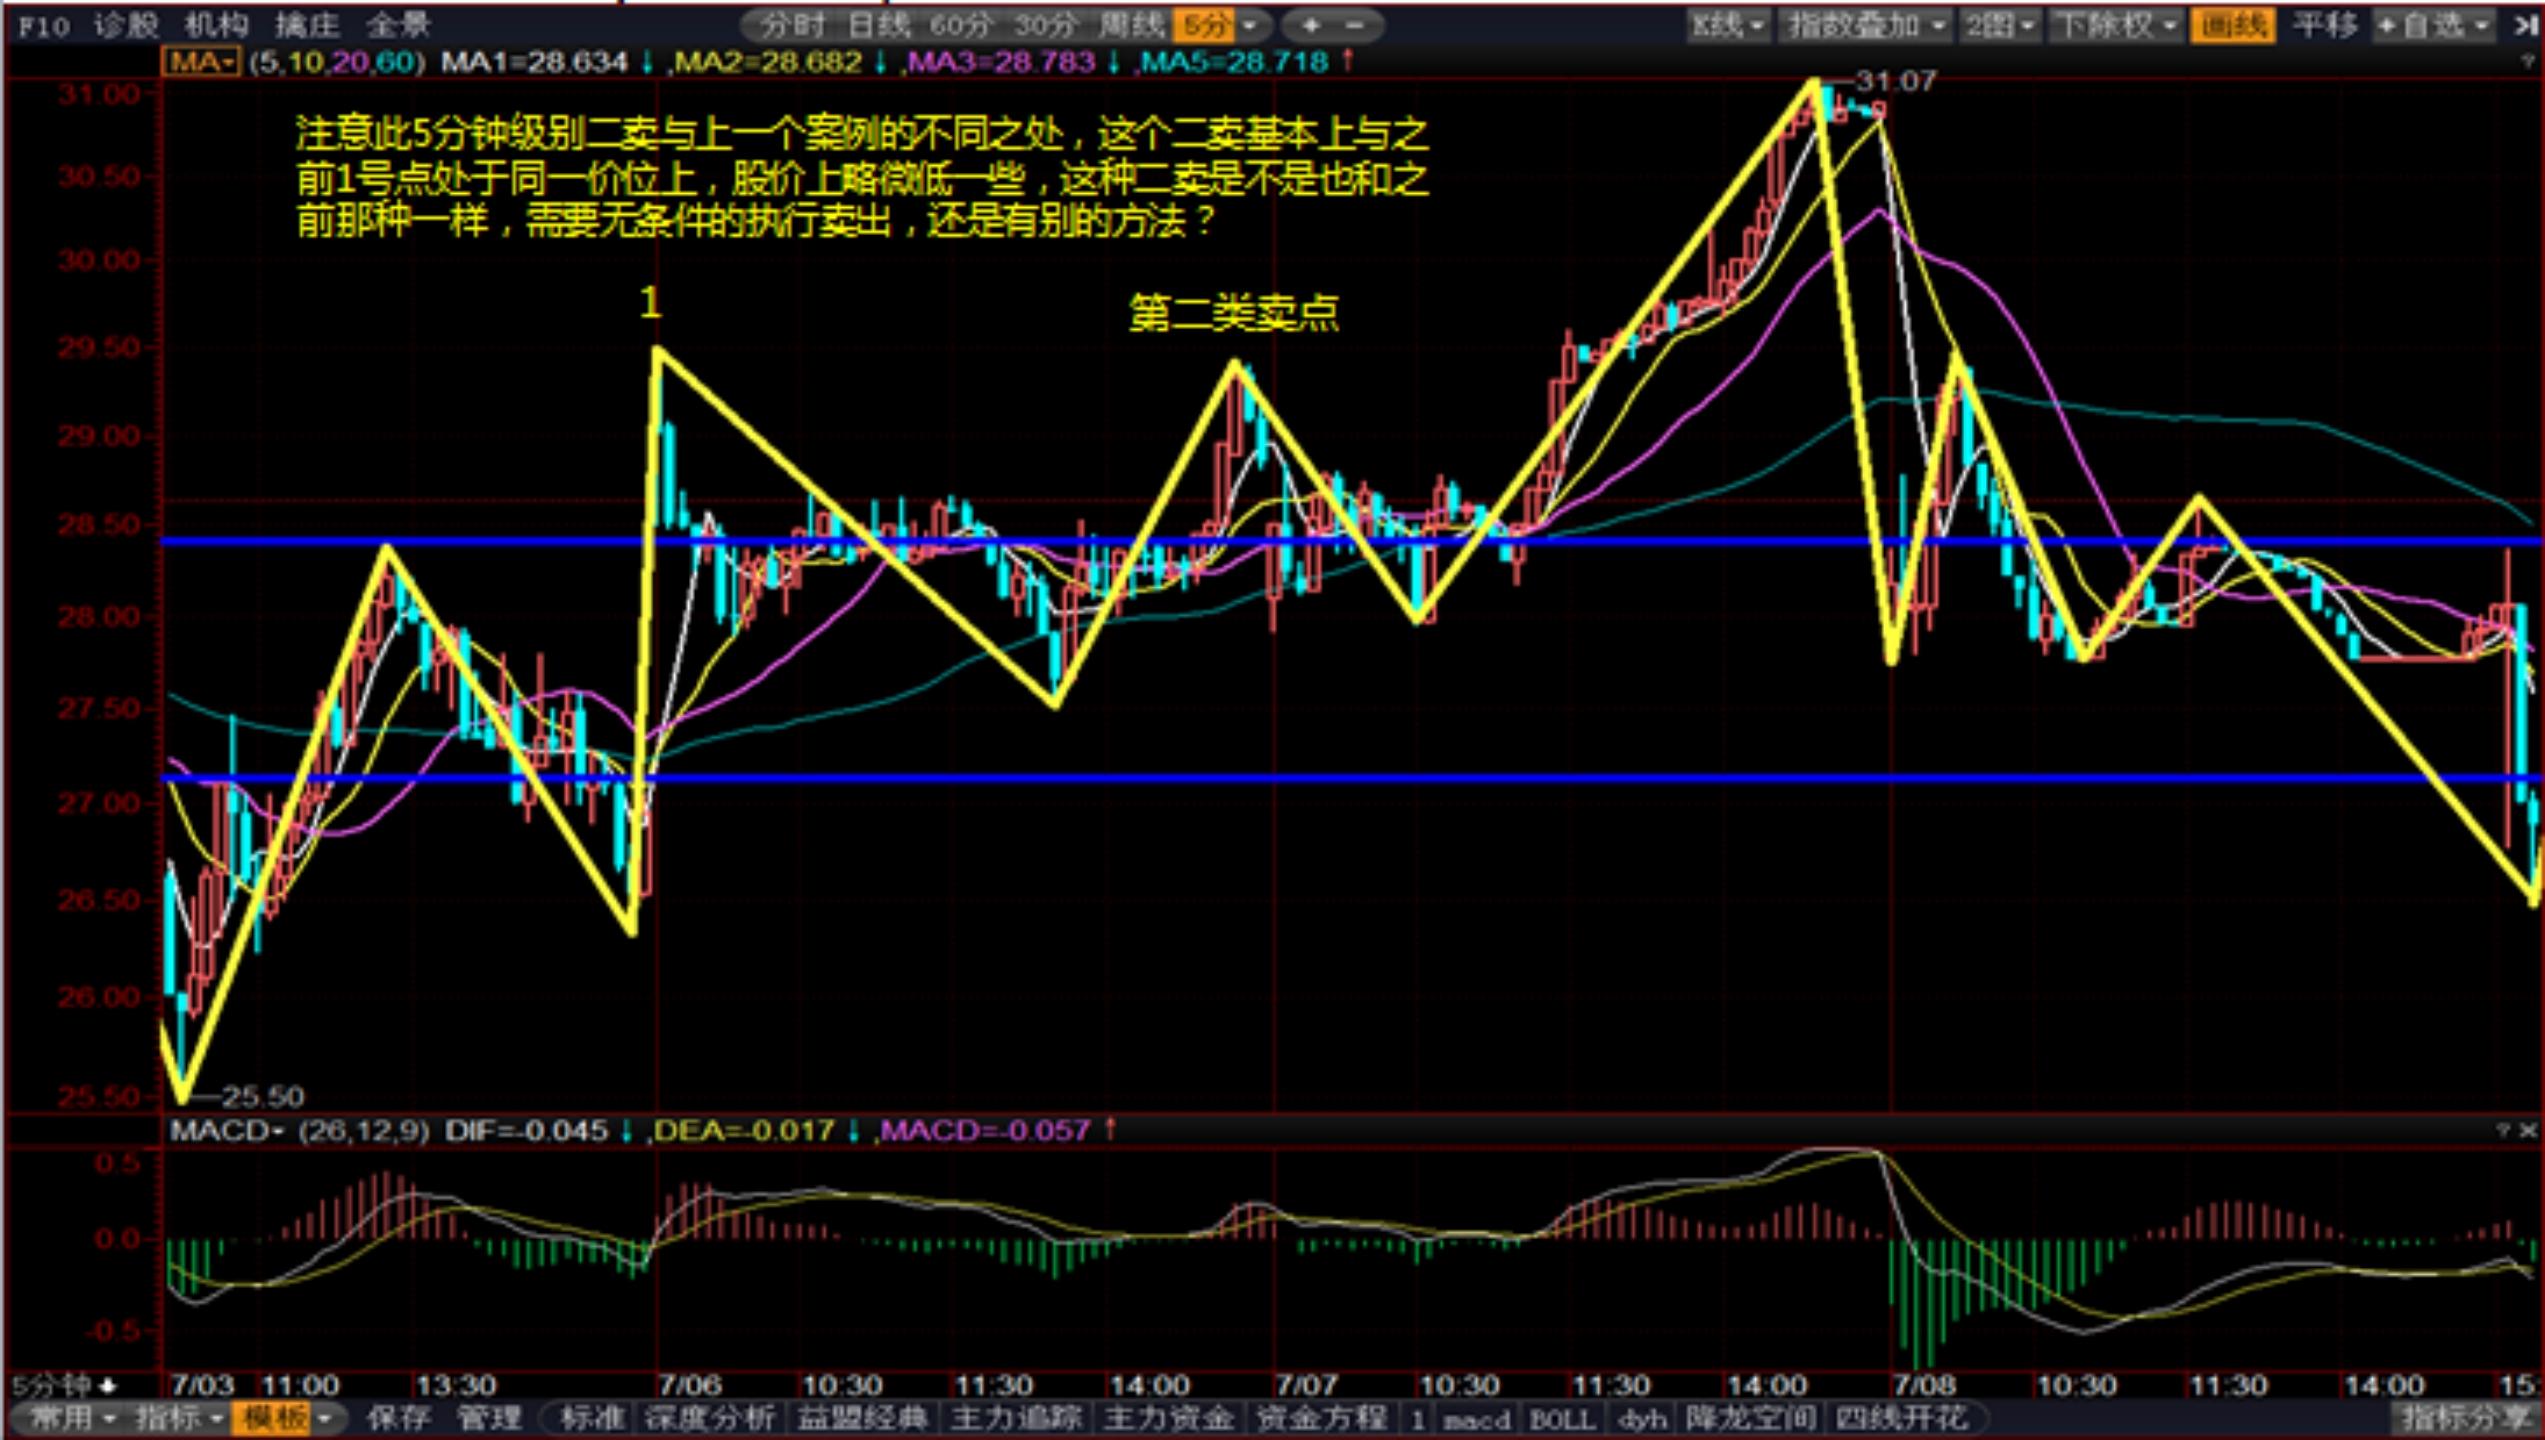 F10 诊股 机构 擒庄 全景 分时 日线 60分 30分 周线 5分 + - K线 指数叠加 2图 下除权 画线 平移 +自选
MA (5,10,20,60) MA1=28.634 ↓ ,MA2=28.682 ↓ ,MA3=28.783 ↓ ,MA5=28.718 ↑ ?
31.00
31.07
注意此5分钟级别二卖与上一个案例的不同之处，这个二卖基本上与之
前1号点处于同一价位上，股价上略微低一些，这种二卖是不是也和之
前那种一样，需要无条件的执行卖出，还是有别的方法？
30.50
30.00
1
第二类卖点
29.50
29.00
28.50
28.00
27.50
27.00
26.50
26.00
25.50
25.50
MACD (26,12,9) DIF=-0.045 ↓ ,DEA=-0.017 ↓ ,MACD=-0.057 ↑ ? ×
0.5
0.0
-0.5
5分钟 7/03 11:00 13:30 7/06 10:30 11:30 14:00 7/07 10:30 11:30 14:00 7/08 10:30 11:30 14:00 15:
常用 指标 模板 保存 管理 标准 深度分析 益盟经典 主力追踪 主力资金 资金方程 1 macd BOLL dyh 降龙空间 四线开花 指标分享